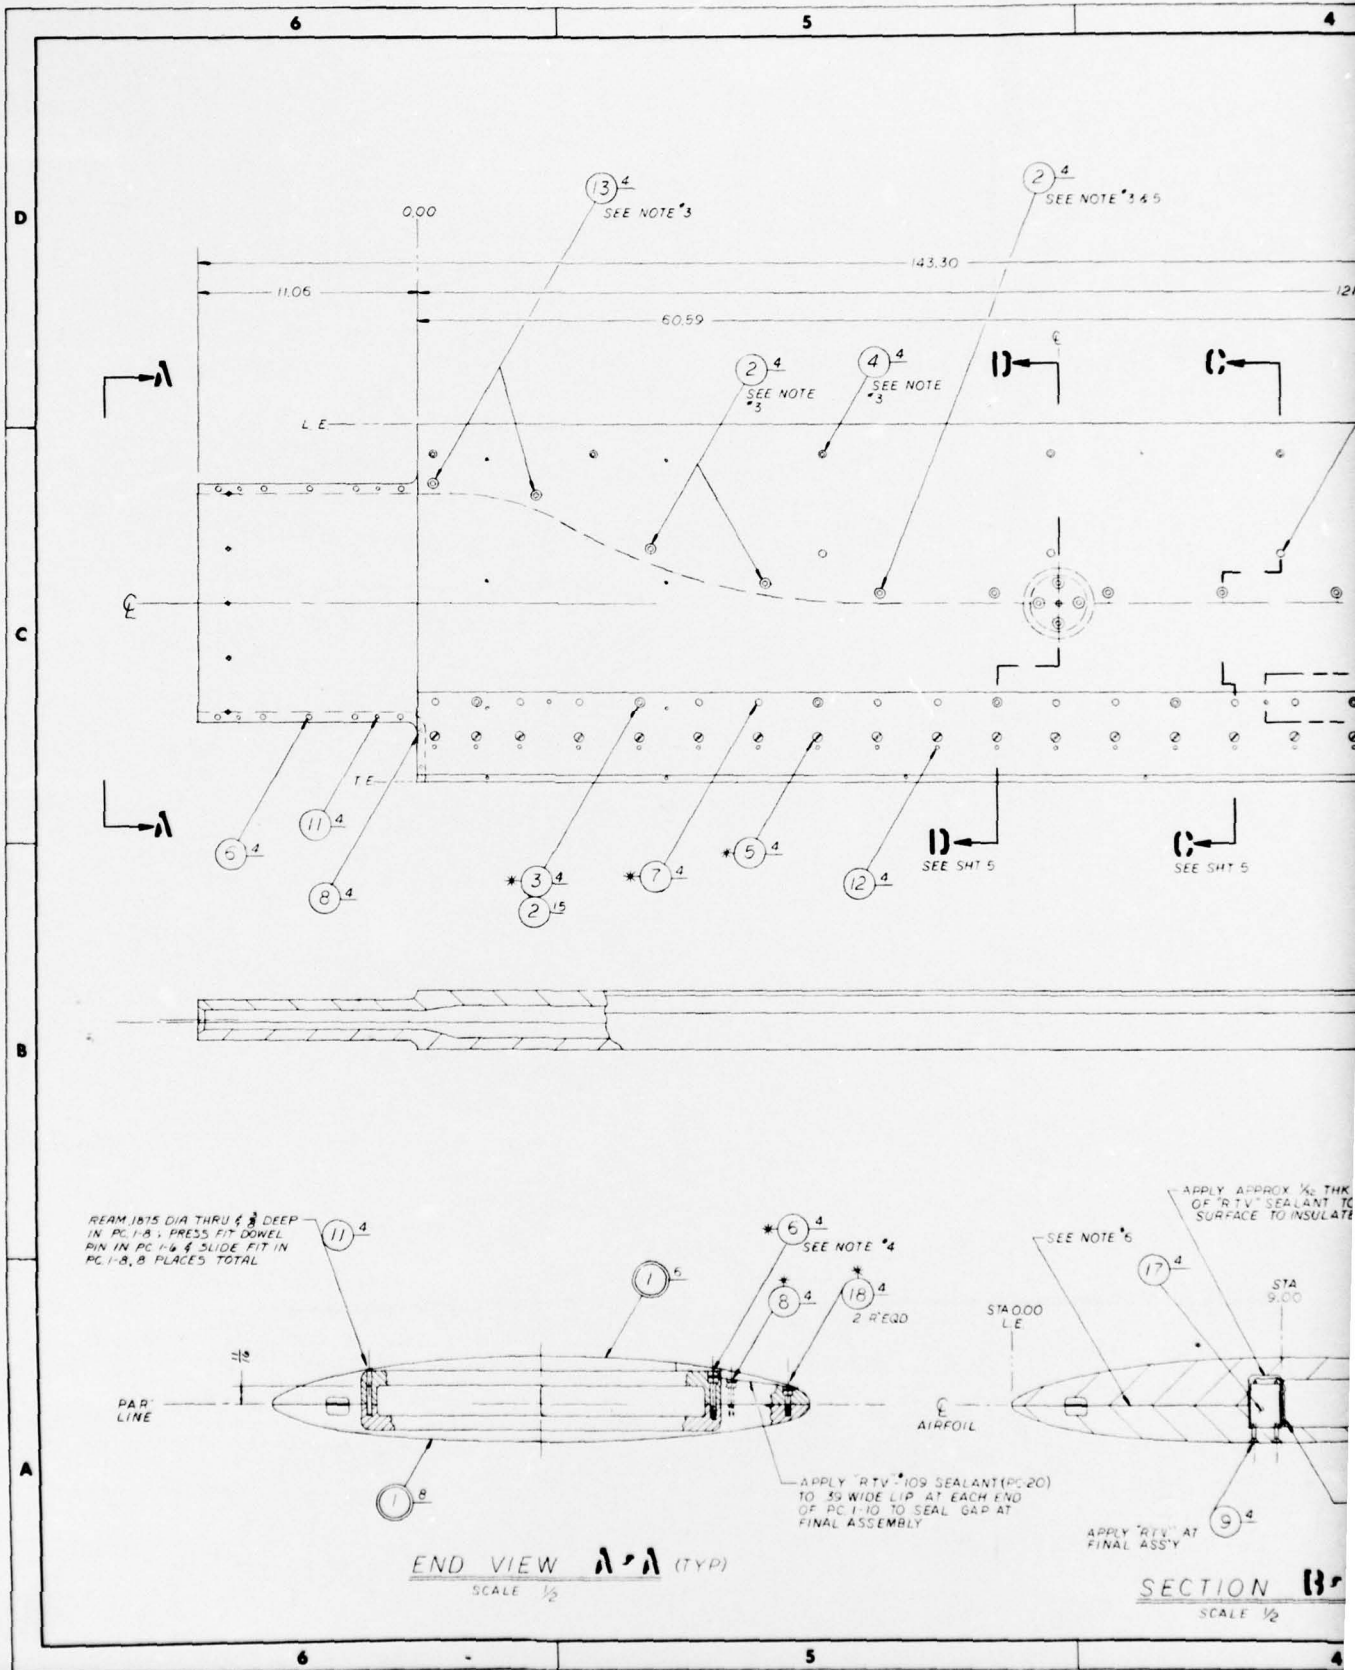 6
5
4
D
C
B
A
13 4
SEE NOTE #3
2 4
SEE NOTE #3 & 5
0.00
143.30
11.06
121
60.59
A
2 4
SEE NOTE
#3
4 4
SEE NOTE
#3
D
C
L.E.
℄
℄
T.E.
A
6 4
11 4
8 4
* 3 4
2 15
* 7 4
* 5 4
12 4
D
SEE SHT 5
C
SEE SHT 5
REAM .1875 DIA THRU & DEEP
IN PC. 1-8; PRESS FIT DOWEL
PIN IN PC 1-6 & SLIDE FIT IN
PC. 1-8, 8 PLACES TOTAL
11 4
1 6
* 6 4
SEE NOTE #4
* 8 4
* 18 4
2 R'EQD
PAR
LINE
1 8
APPLY "RTV" #109 SEALANT (PC-20)
TO .39 WIDE LIP AT EACH END
OF PC. 1-10 TO SEAL GAP AT
FINAL ASSEMBLY
END VIEW A-A (TYP)
SCALE 1/2
APPLY APPROX 1/32 THK
OF "RTV" SEALANT TO
SURFACE TO INSULATE
SEE NOTE #6
17 4
STA
9.00
STA 0.00
L.E.
℄
AIRFOIL
9 4
APPLY "RTV" AT
FINAL ASS'Y
SECTION B-
SCALE 1/2
6
5
4